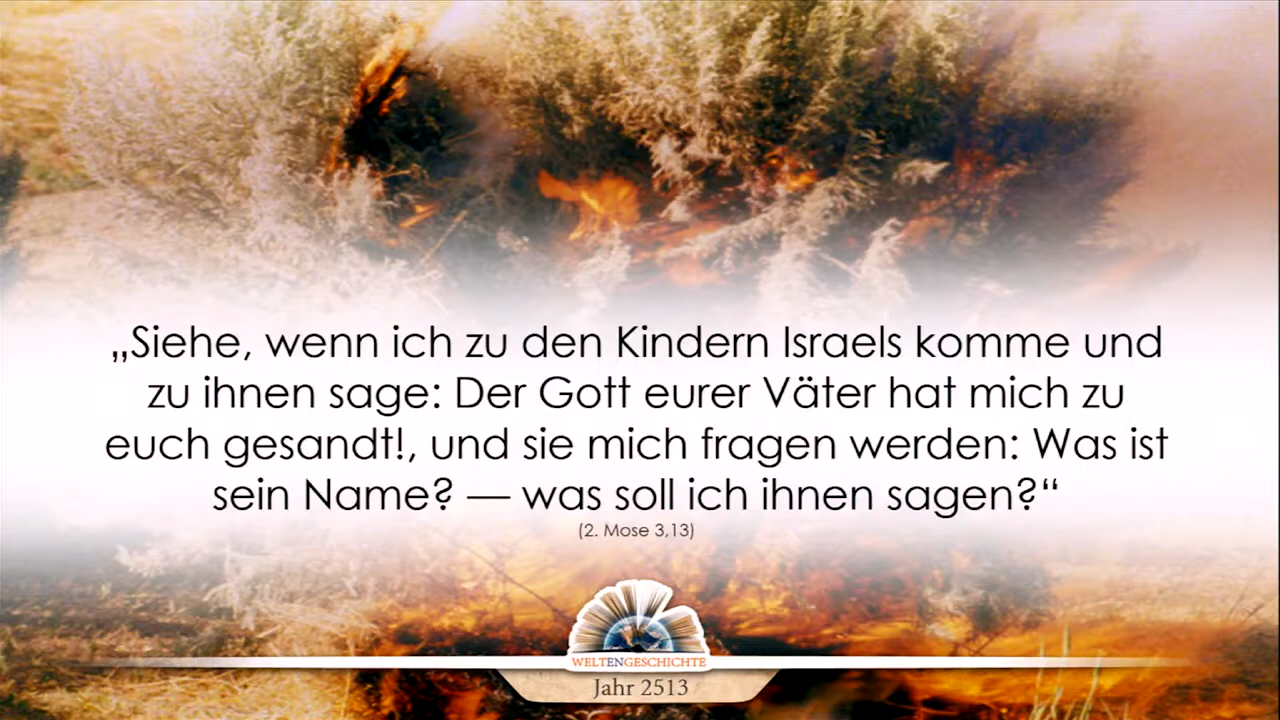 „Siehe, wenn ich zu den Kindern Israels komme und
zu ihnen sage: Der Gott eurer Väter hat mich zu
euch gesandt!, und sie mich fragen werden: Was ist
sein Name? — was soll ich ihnen sagen?“
(2. Mose 3,13)
WELTENGESCHICHTE
Jahr 2513